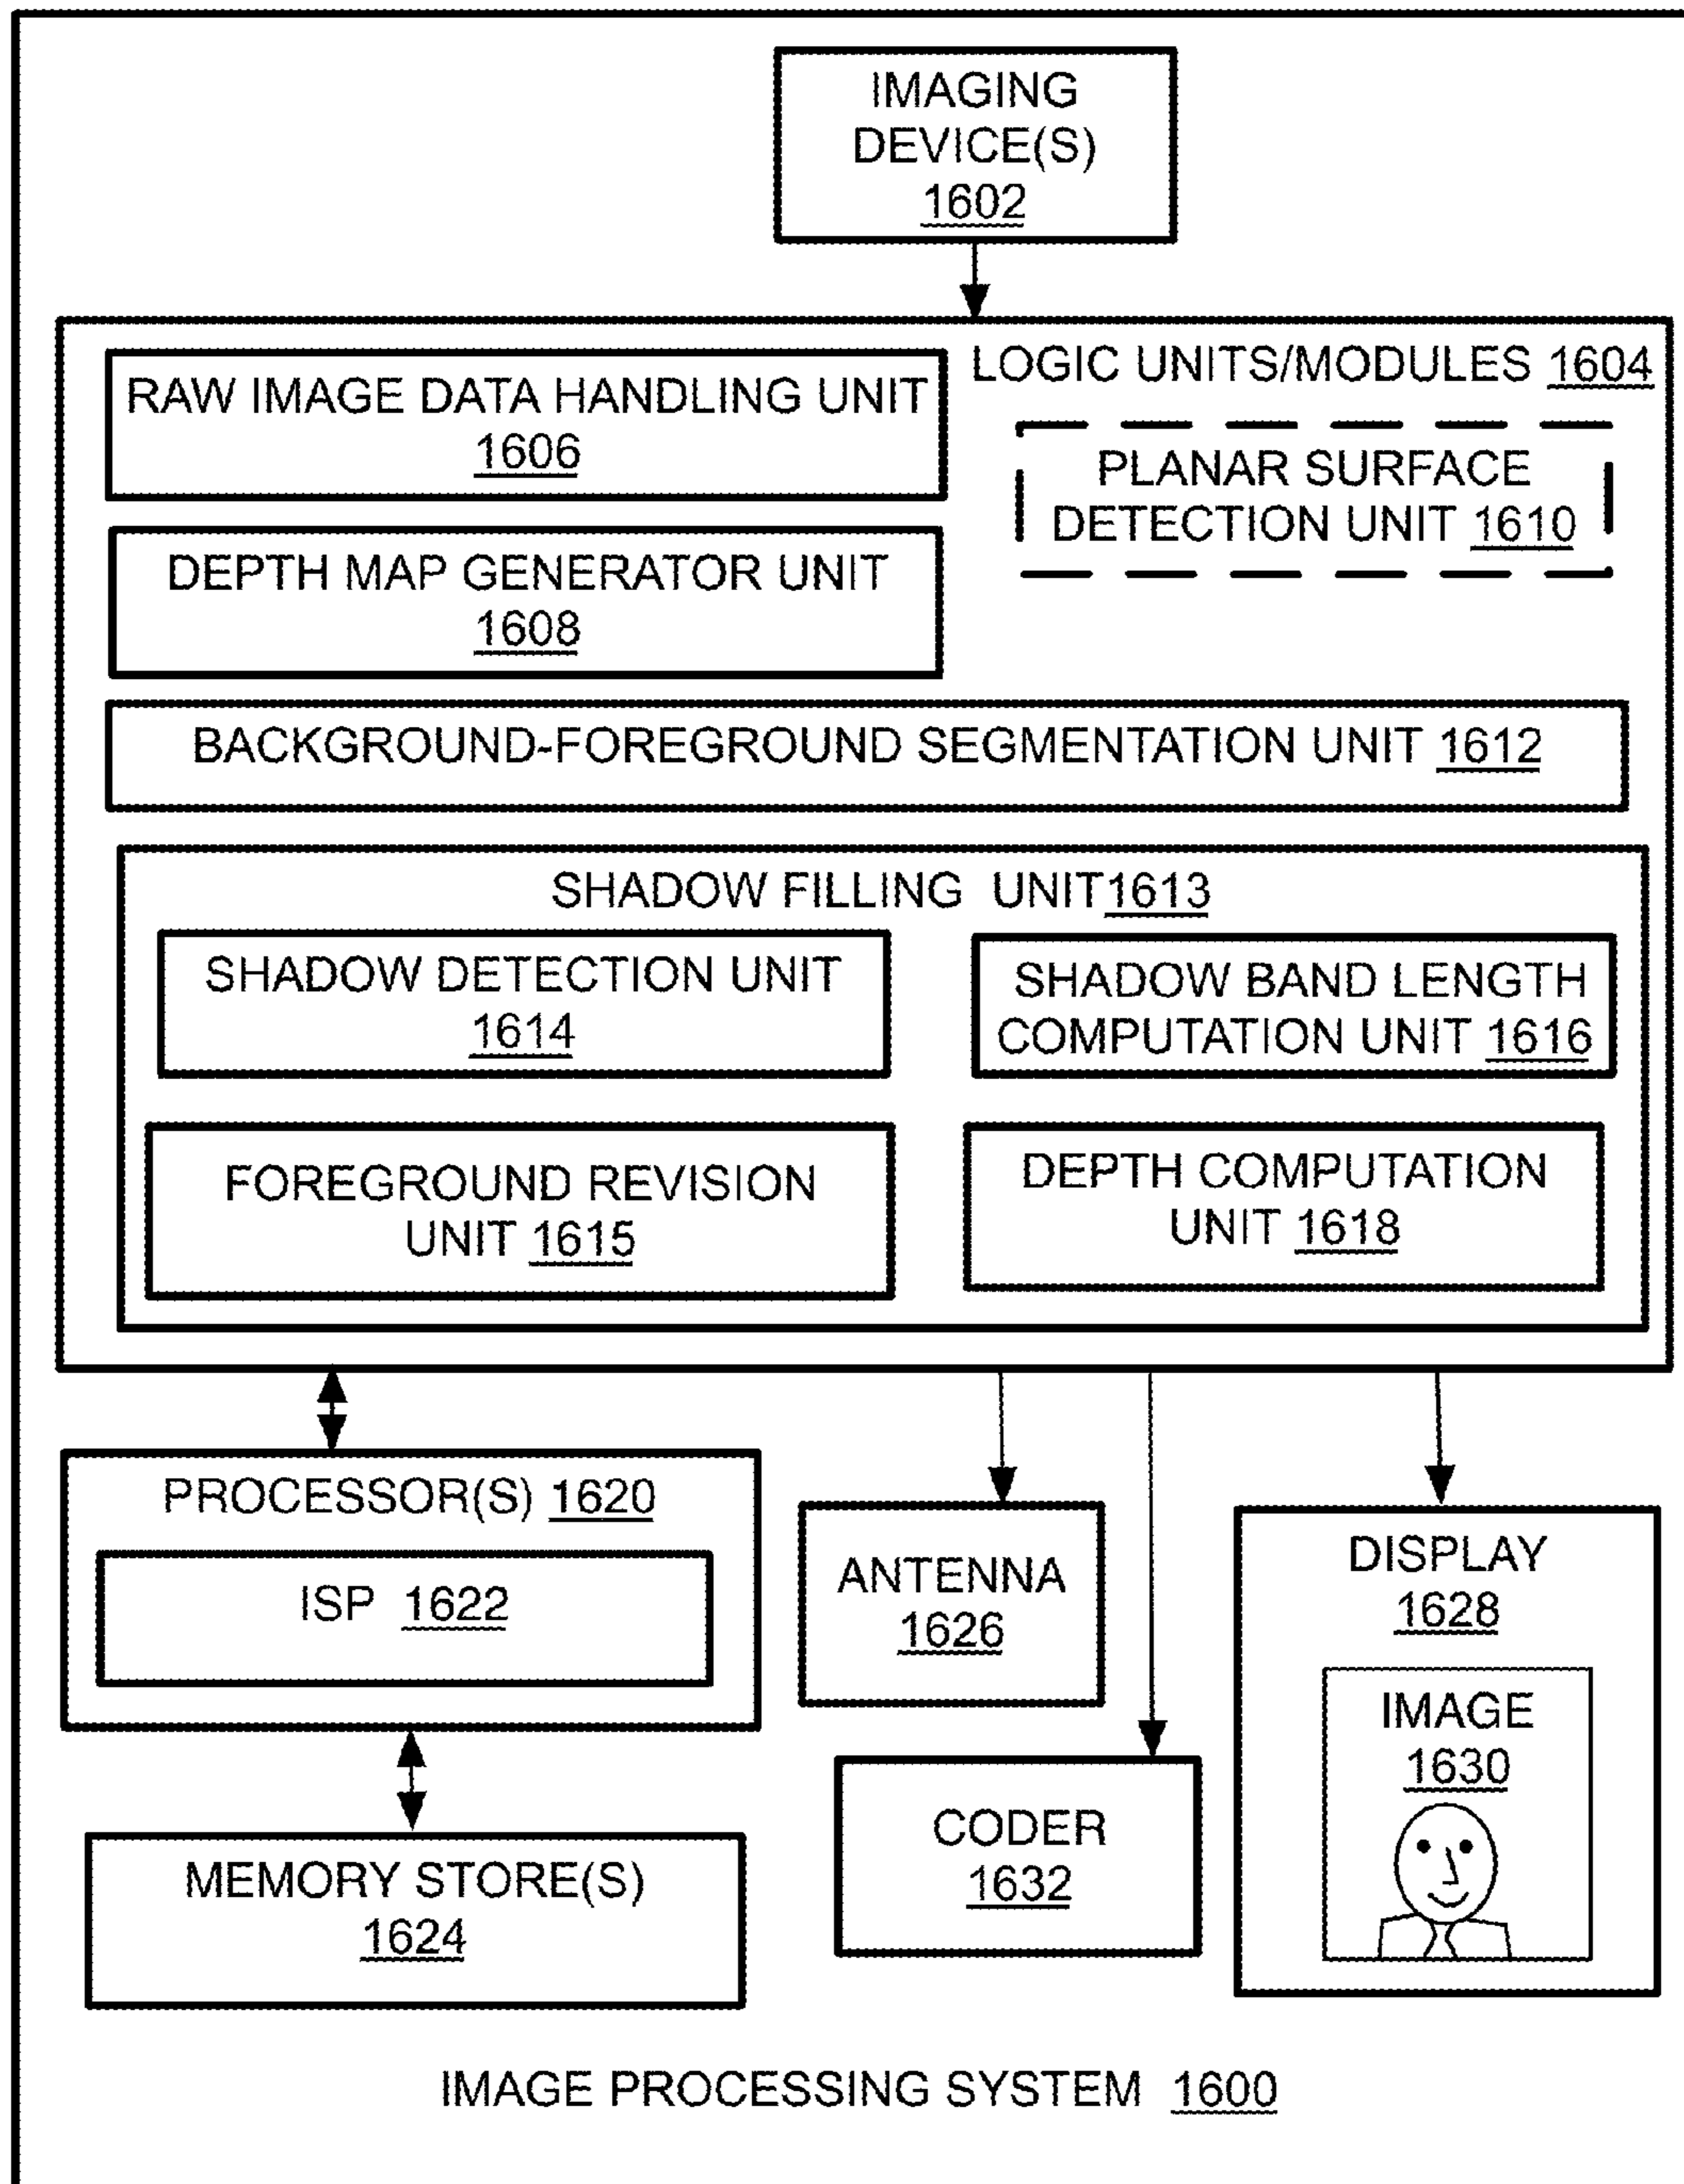 IMAGING
DEVICE(S)
1602
LOGIC UNITS/MODULES 1604
RAW IMAGE DATA HANDLING UNIT
1606
PLANAR SURFACE
DETECTION UNIT 1610
DEPTH MAP GENERATOR UNIT
1608
BACKGROUND-FOREGROUND SEGMENTATION UNIT 1612
SHADOW FILLING UNIT1613
SHADOW DETECTION UNIT
1614
SHADOW BAND LENGTH
COMPUTATION UNIT 1616
FOREGROUND REVISION
UNIT 1615
DEPTH COMPUTATION
UNIT 1618
PROCESSOR(S) 1620
ISP 1622
ANTENNA
1626
DISPLAY
1628
IMAGE
1630
CODER
1632
MEMORY STORE(S)
1624
IMAGE PROCESSING SYSTEM 1600